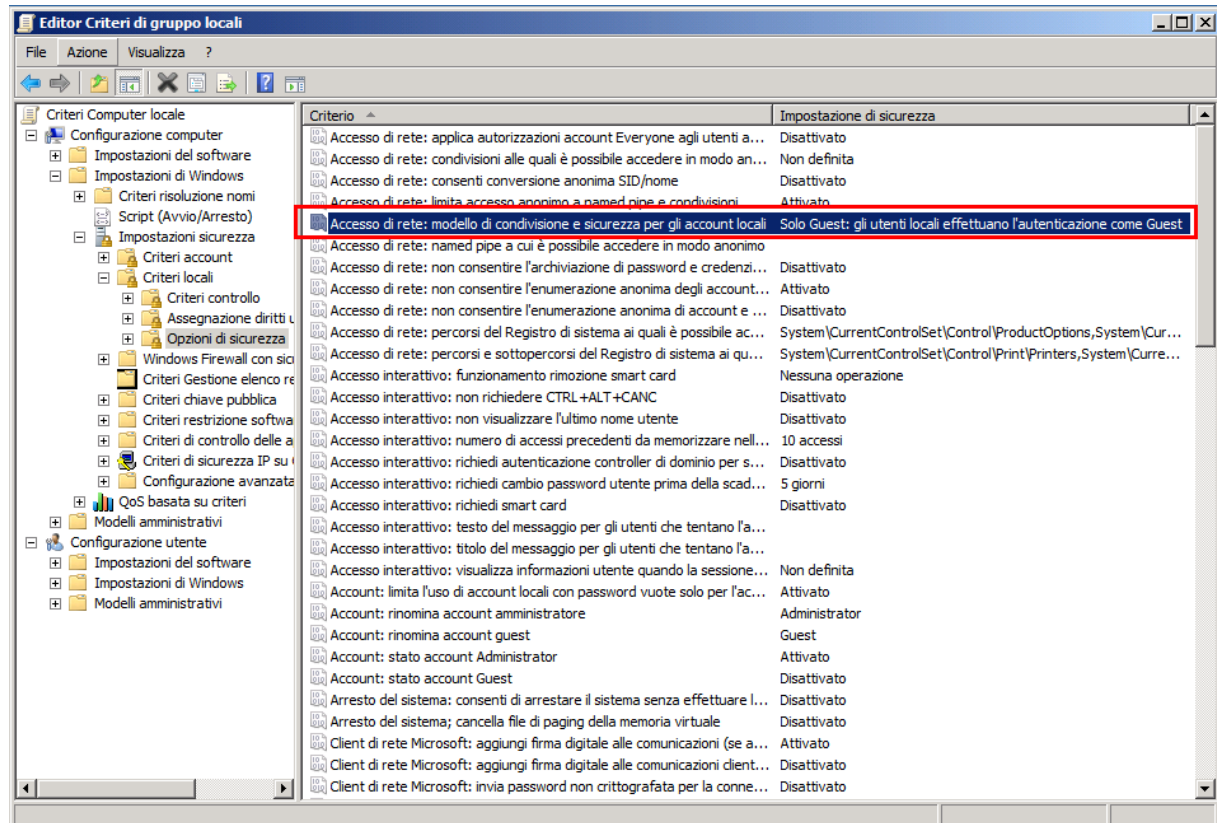 Editor Criteri di gruppo locali
File Azione Visualizza ?
Criteri Computer locale
Configurazione computer
Impostazioni del software
Impostazioni di Windows
Criteri risoluzione nomi
Script (Avvio/Arresto)
Impostazioni sicurezza
Criteri account
Criteri locali
Criteri controllo
Assegnazione diritti u
Opzioni di sicurezza
Windows Firewall con sicu
Criteri Gestione elenco re
Criteri chiave pubblica
Criteri restrizione softwa
Criteri di controllo delle a
Criteri di sicurezza IP su
Configurazione avanzata
QoS basata su criteri
Modelli amministrativi
Configurazione utente
Impostazioni del software
Impostazioni di Windows
Modelli amministrativi
Criterio Impostazione di sicurezza
Accesso di rete: applica autorizzazioni account Everyone agli utenti a... Disattivato
Accesso di rete: condivisioni alle quali è possibile accedere in modo an... Non definita
Accesso di rete: consenti conversione anonima SID/nome Disattivato
Accesso di rete: limita accesso anonimo a named pipe e condivisioni Attivato
Accesso di rete: modello di condivisione e sicurezza per gli account locali Solo Guest: gli utenti locali effettuano l'autenticazione come Guest
Accesso di rete: named pipe a cui è possibile accedere in modo anonimo
Accesso di rete: non consentire l'archiviazione di password e credenzi... Disattivato
Accesso di rete: non consentire l'enumerazione anonima degli account... Attivato
Accesso di rete: non consentire l'enumerazione anonima di account e ... Disattivato
Accesso di rete: percorsi del Registro di sistema ai quali è possibile ac... System\CurrentControlSet\Control\ProductOptions,System\Cur...
Accesso di rete: percorsi e sottopercorsi del Registro di sistema ai qu... System\CurrentControlSet\Control\Print\Printers,System\Curre...
Accesso interattivo: funzionamento rimozione smart card Nessuna operazione
Accesso interattivo: non richiedere CTRL+ALT+CANC Disattivato
Accesso interattivo: non visualizzare l'ultimo nome utente Disattivato
Accesso interattivo: numero di accessi precedenti da memorizzare nell... 10 accessi
Accesso interattivo: richiedi autenticazione controller di dominio per s... Disattivato
Accesso interattivo: richiedi cambio password utente prima della scad... 5 giorni
Accesso interattivo: richiedi smart card Disattivato
Accesso interattivo: testo del messaggio per gli utenti che tentano l'a...
Accesso interattivo: titolo del messaggio per gli utenti che tentano l'a...
Accesso interattivo: visualizza informazioni utente quando la sessione... Non definita
Account: limita l'uso di account locali con password vuote solo per l'ac... Attivato
Account: rinomina account amministratore Administrator
Account: rinomina account guest Guest
Account: stato account Administrator Attivato
Account: stato account Guest Disattivato
Arresto del sistema: consenti di arrestare il sistema senza effettuare l... Disattivato
Arresto del sistema; cancella file di paging della memoria virtuale Disattivato
Client di rete Microsoft: aggiungi firma digitale alle comunicazioni (se a... Attivato
Client di rete Microsoft: aggiungi firma digitale alle comunicazioni client... Disattivato
Client di rete Microsoft: invia password non crittografata per la conne... Disattivato